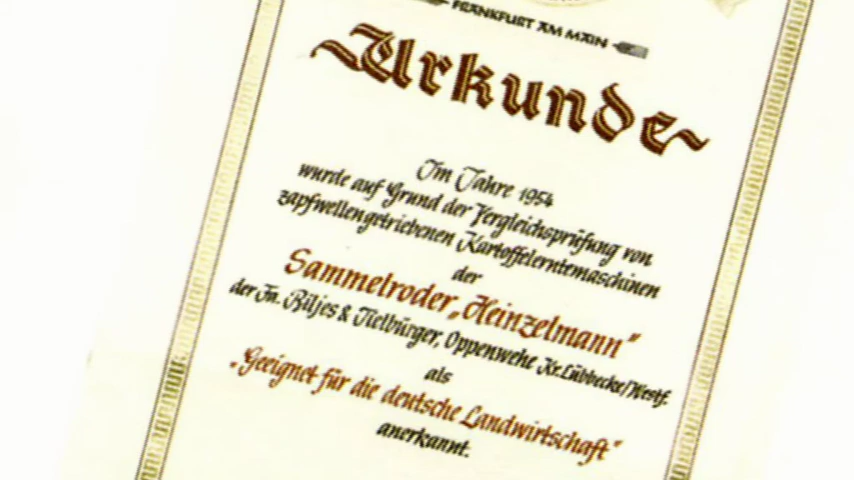 FRANKFURT AM MAIN
Urkunde
Im Jahre 1954
wurde auf Grund der Vergleichsprüfung von
zapfwellengetriebenen Kartoffelerntemaschinen
der
Sammelroder „Heinzelmann"
der Fa. Biljes & Tielbürger, Oppenwehe Kr. Lübbecke/Westf.
als
„Geeignet für die deutsche Landwirtschaft"
anerkannt.